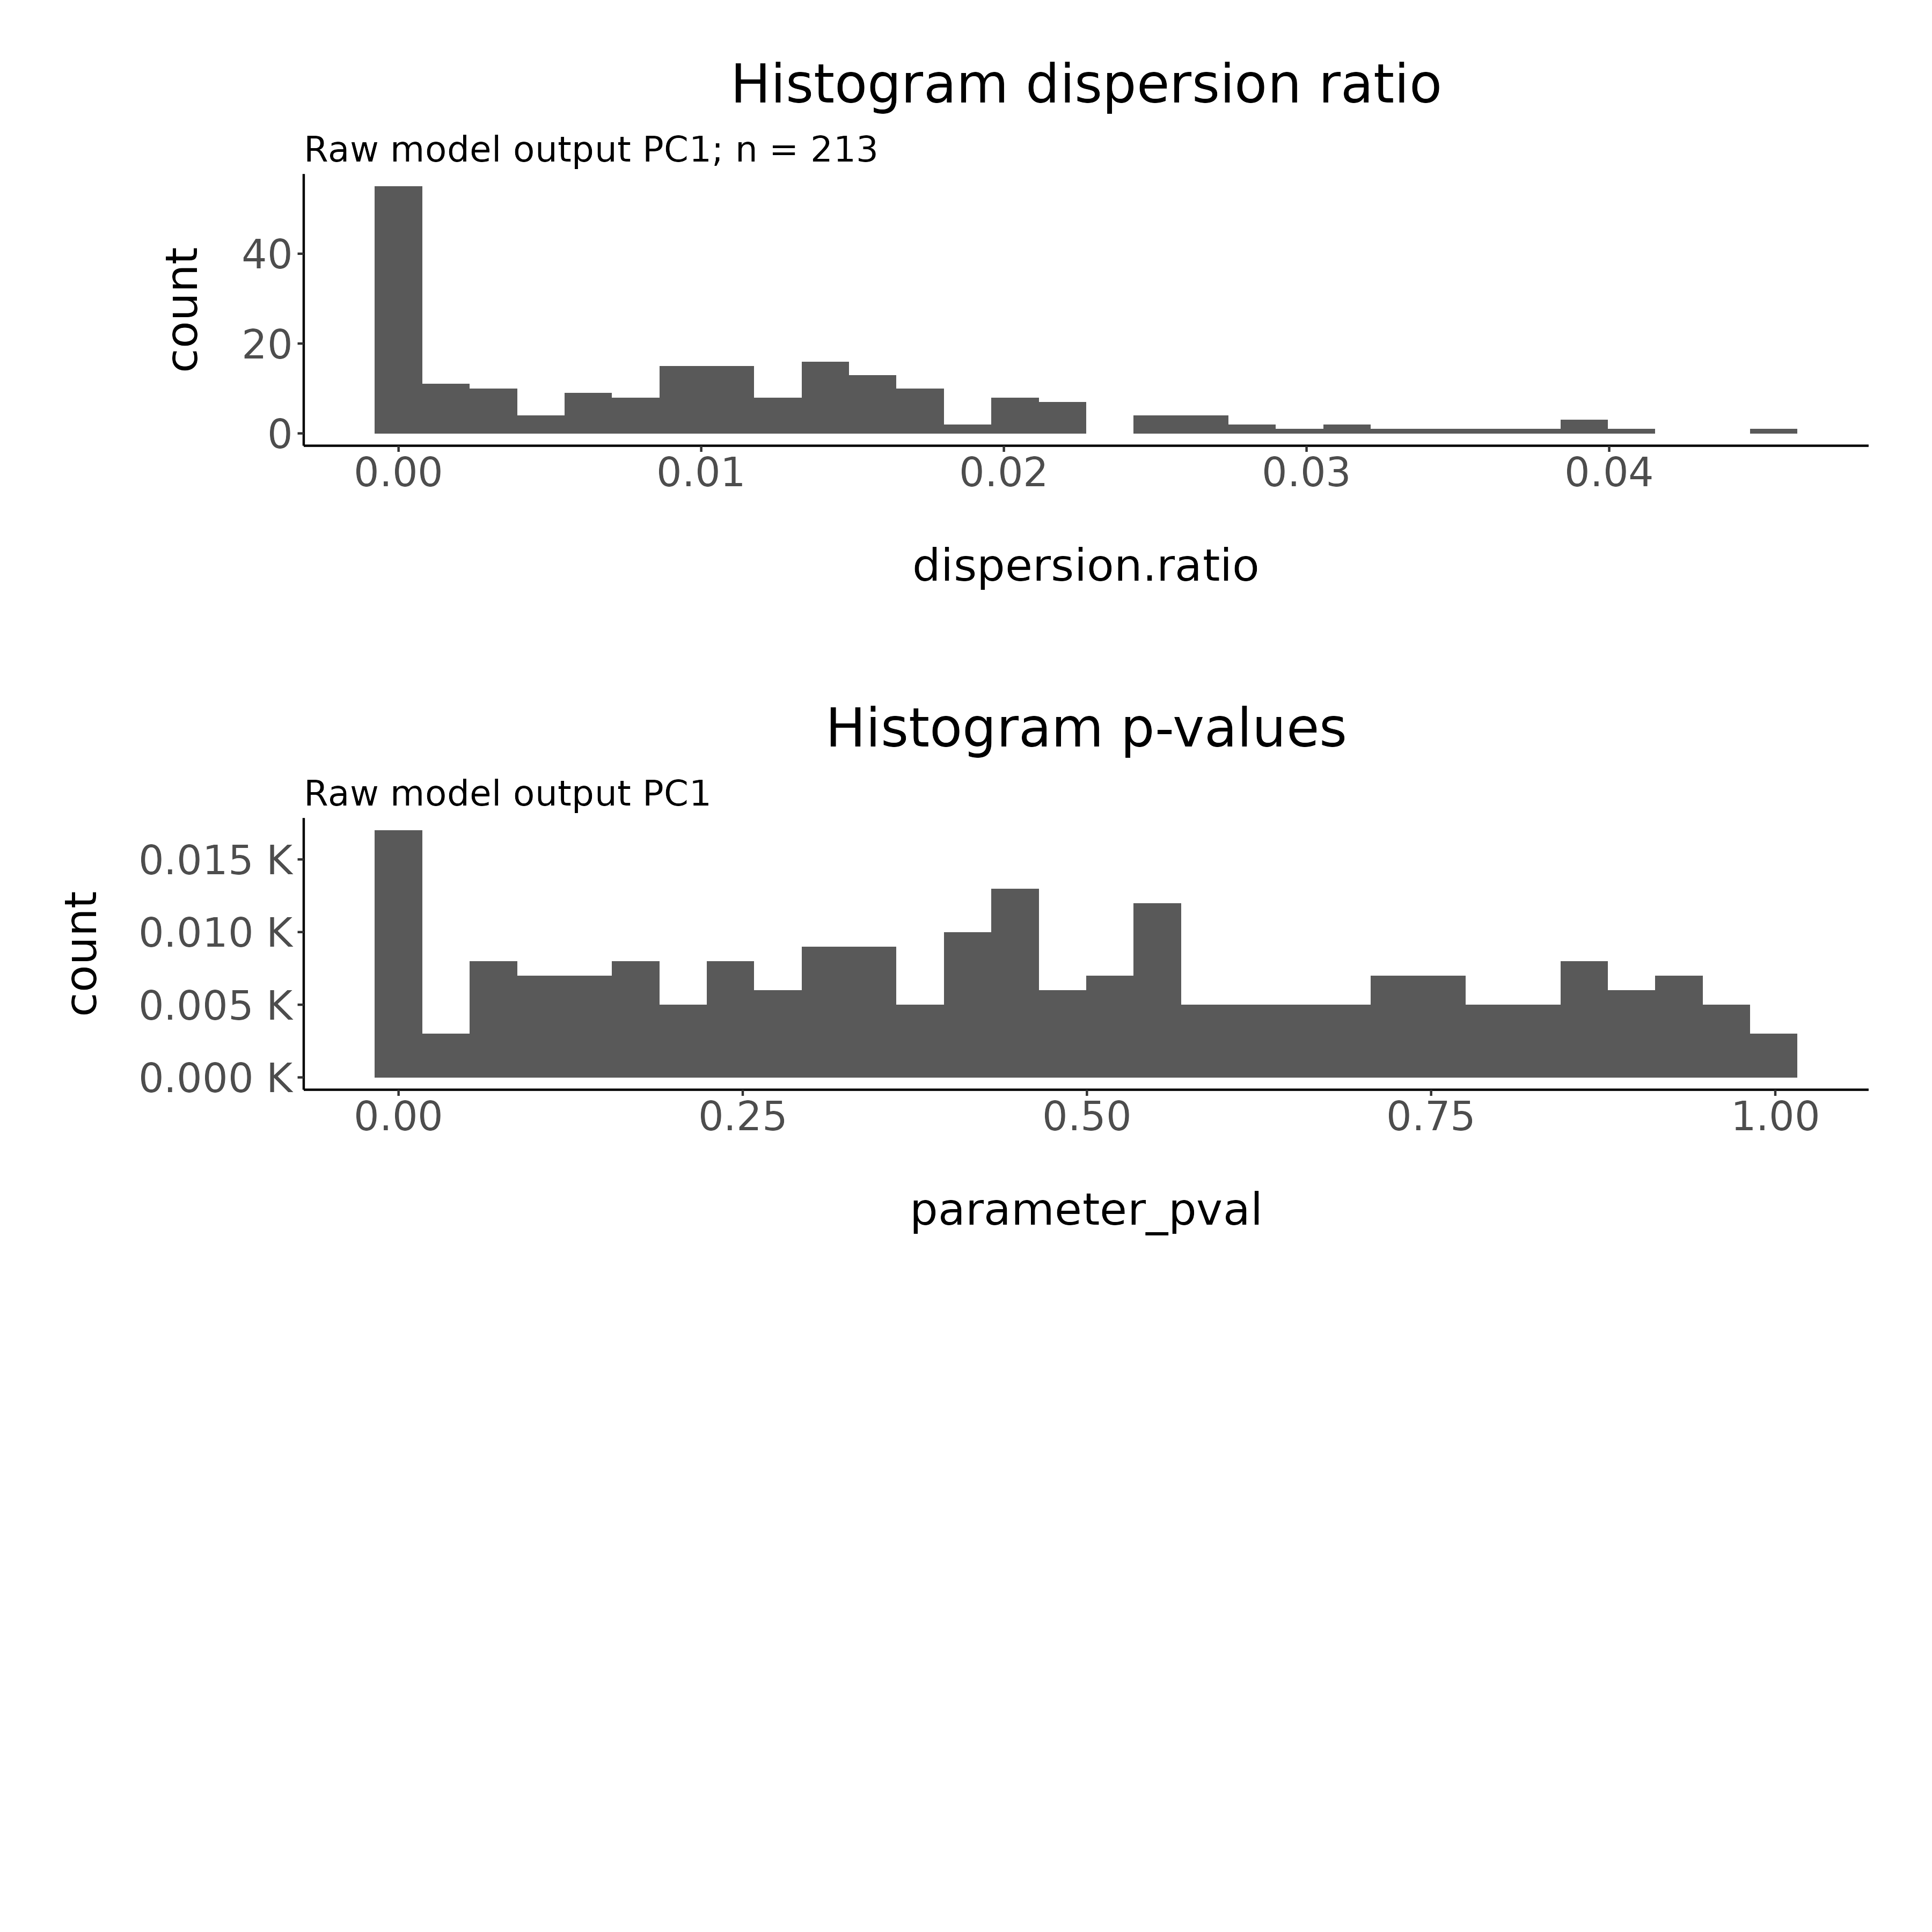 Histogram dispersion ratio
Raw model output PC1; n = 213
count
40
20
0
0.00 0.01 0.02 0.03 0.04
dispersion.ratio
Histogram p-values
Raw model output PC1
count
0.015 K
0.010 K
0.005 K
0.000 K
0.00 0.25 0.50 0.75 1.00
parameter_pval